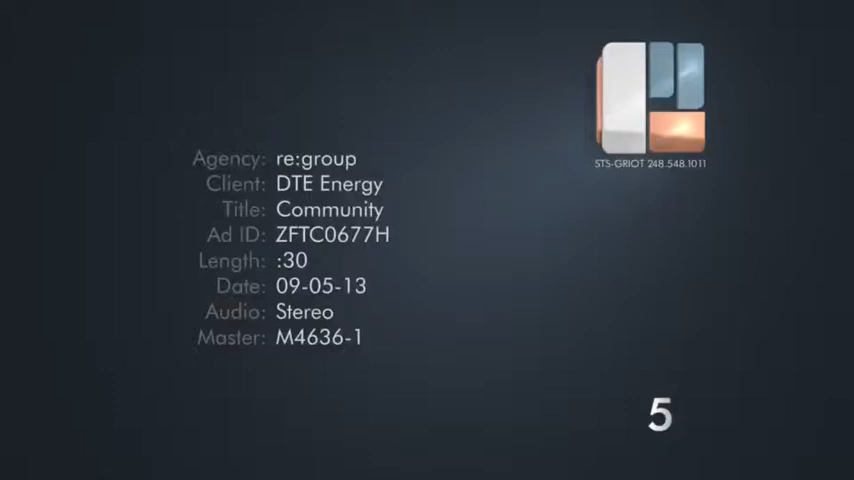 STS-GRIOT 248.548.1011
Agency: re:group
Client: DTE Energy
Title: Community
Ad ID: ZFTC0677H
Length: :30
Date: 09-05-13
Audio: Stereo
Master: M4636-1
5